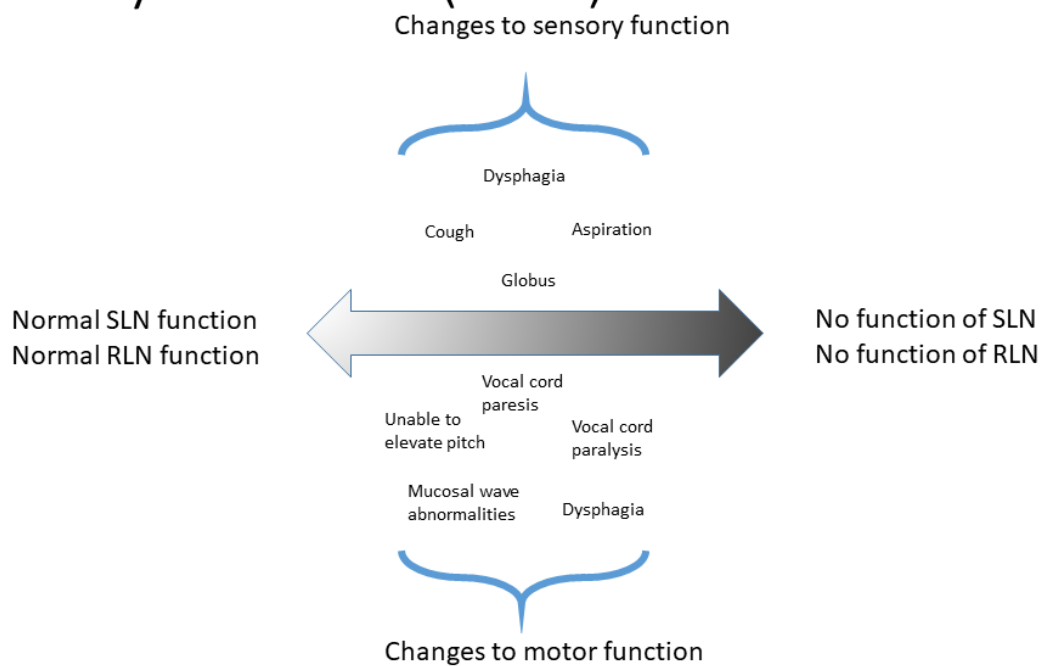 Changes to sensory function
Dysphagia
Cough
Aspiration
Globus
Normal SLN function
Normal RLN function
No function of SLN
No function of RLN
Vocal cord
paresis
Unable to
elevate pitch
Vocal cord
paralysis
Mucosal wave
abnormalities
Dysphagia
Changes to motor function